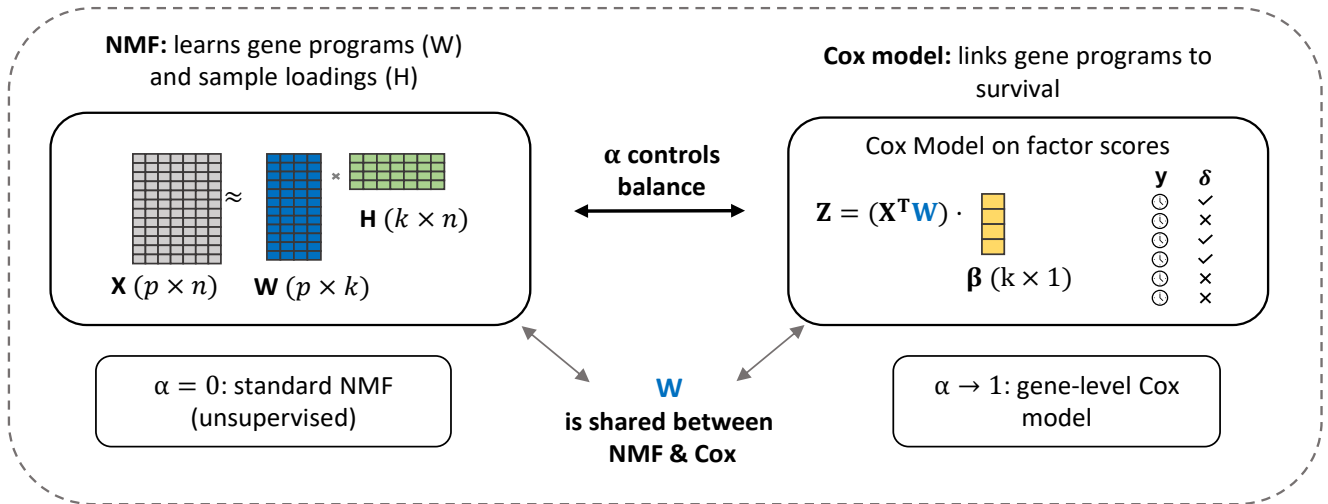 NMF: learns gene programs (W)
and sample loadings (H)
Cox model: links gene programs to
survival
X (p × n)
≈
W (p × k)
×
H (k × n)
α controls
balance
Cox Model on factor scores
Z = (XᵀW) ·
β (k × 1)
y δ
✓
×
✓
✓
×
×
α = 0: standard NMF
(unsupervised)
W
is shared between
NMF & Cox
α → 1: gene-level Cox
model